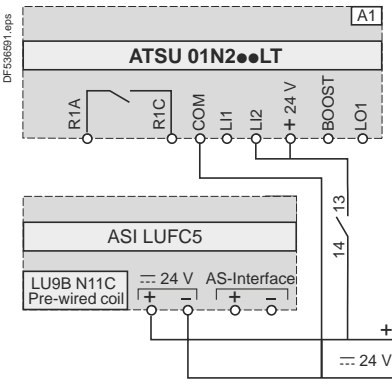 DF536591.eps
A1
ATSU 01N2●●LT
R1A
R1C
COM
LI1
LI2
+ 24 V
BOOST
LO1
13
14
ASI LUFC5
LU9B N11C
Pre-wired coil
⎓ 24 V
AS-Interface
+ − + −
+
⎓ 24 V